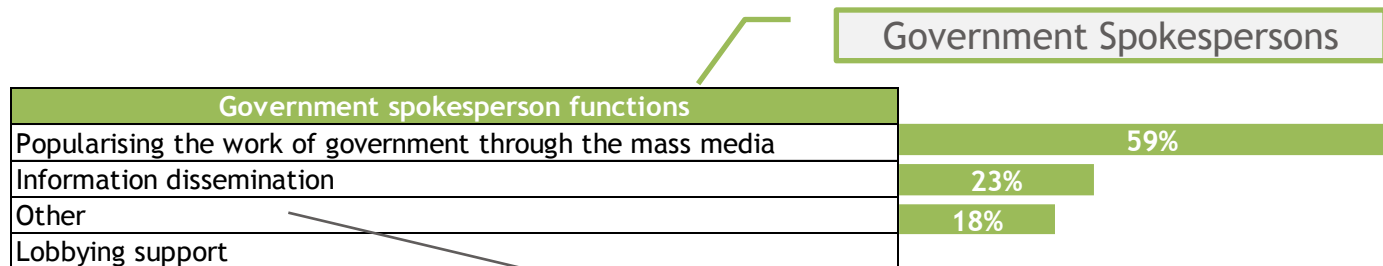 Government Spokespersons
Government spokesperson functions
Popularising the work of government through the mass media 59%
Information dissemination 23%
Other 18%
Lobbying support